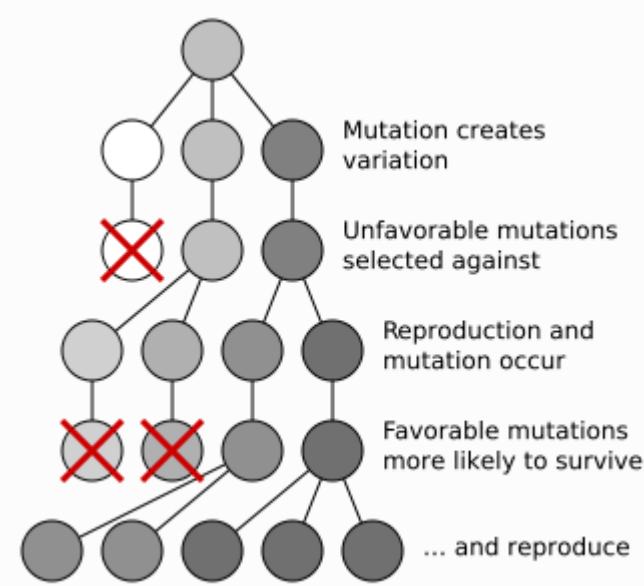 Mutation creates
variation
Unfavorable mutations
selected against
Reproduction and
mutation occur
Favorable mutations
more likely to survive
... and reproduce